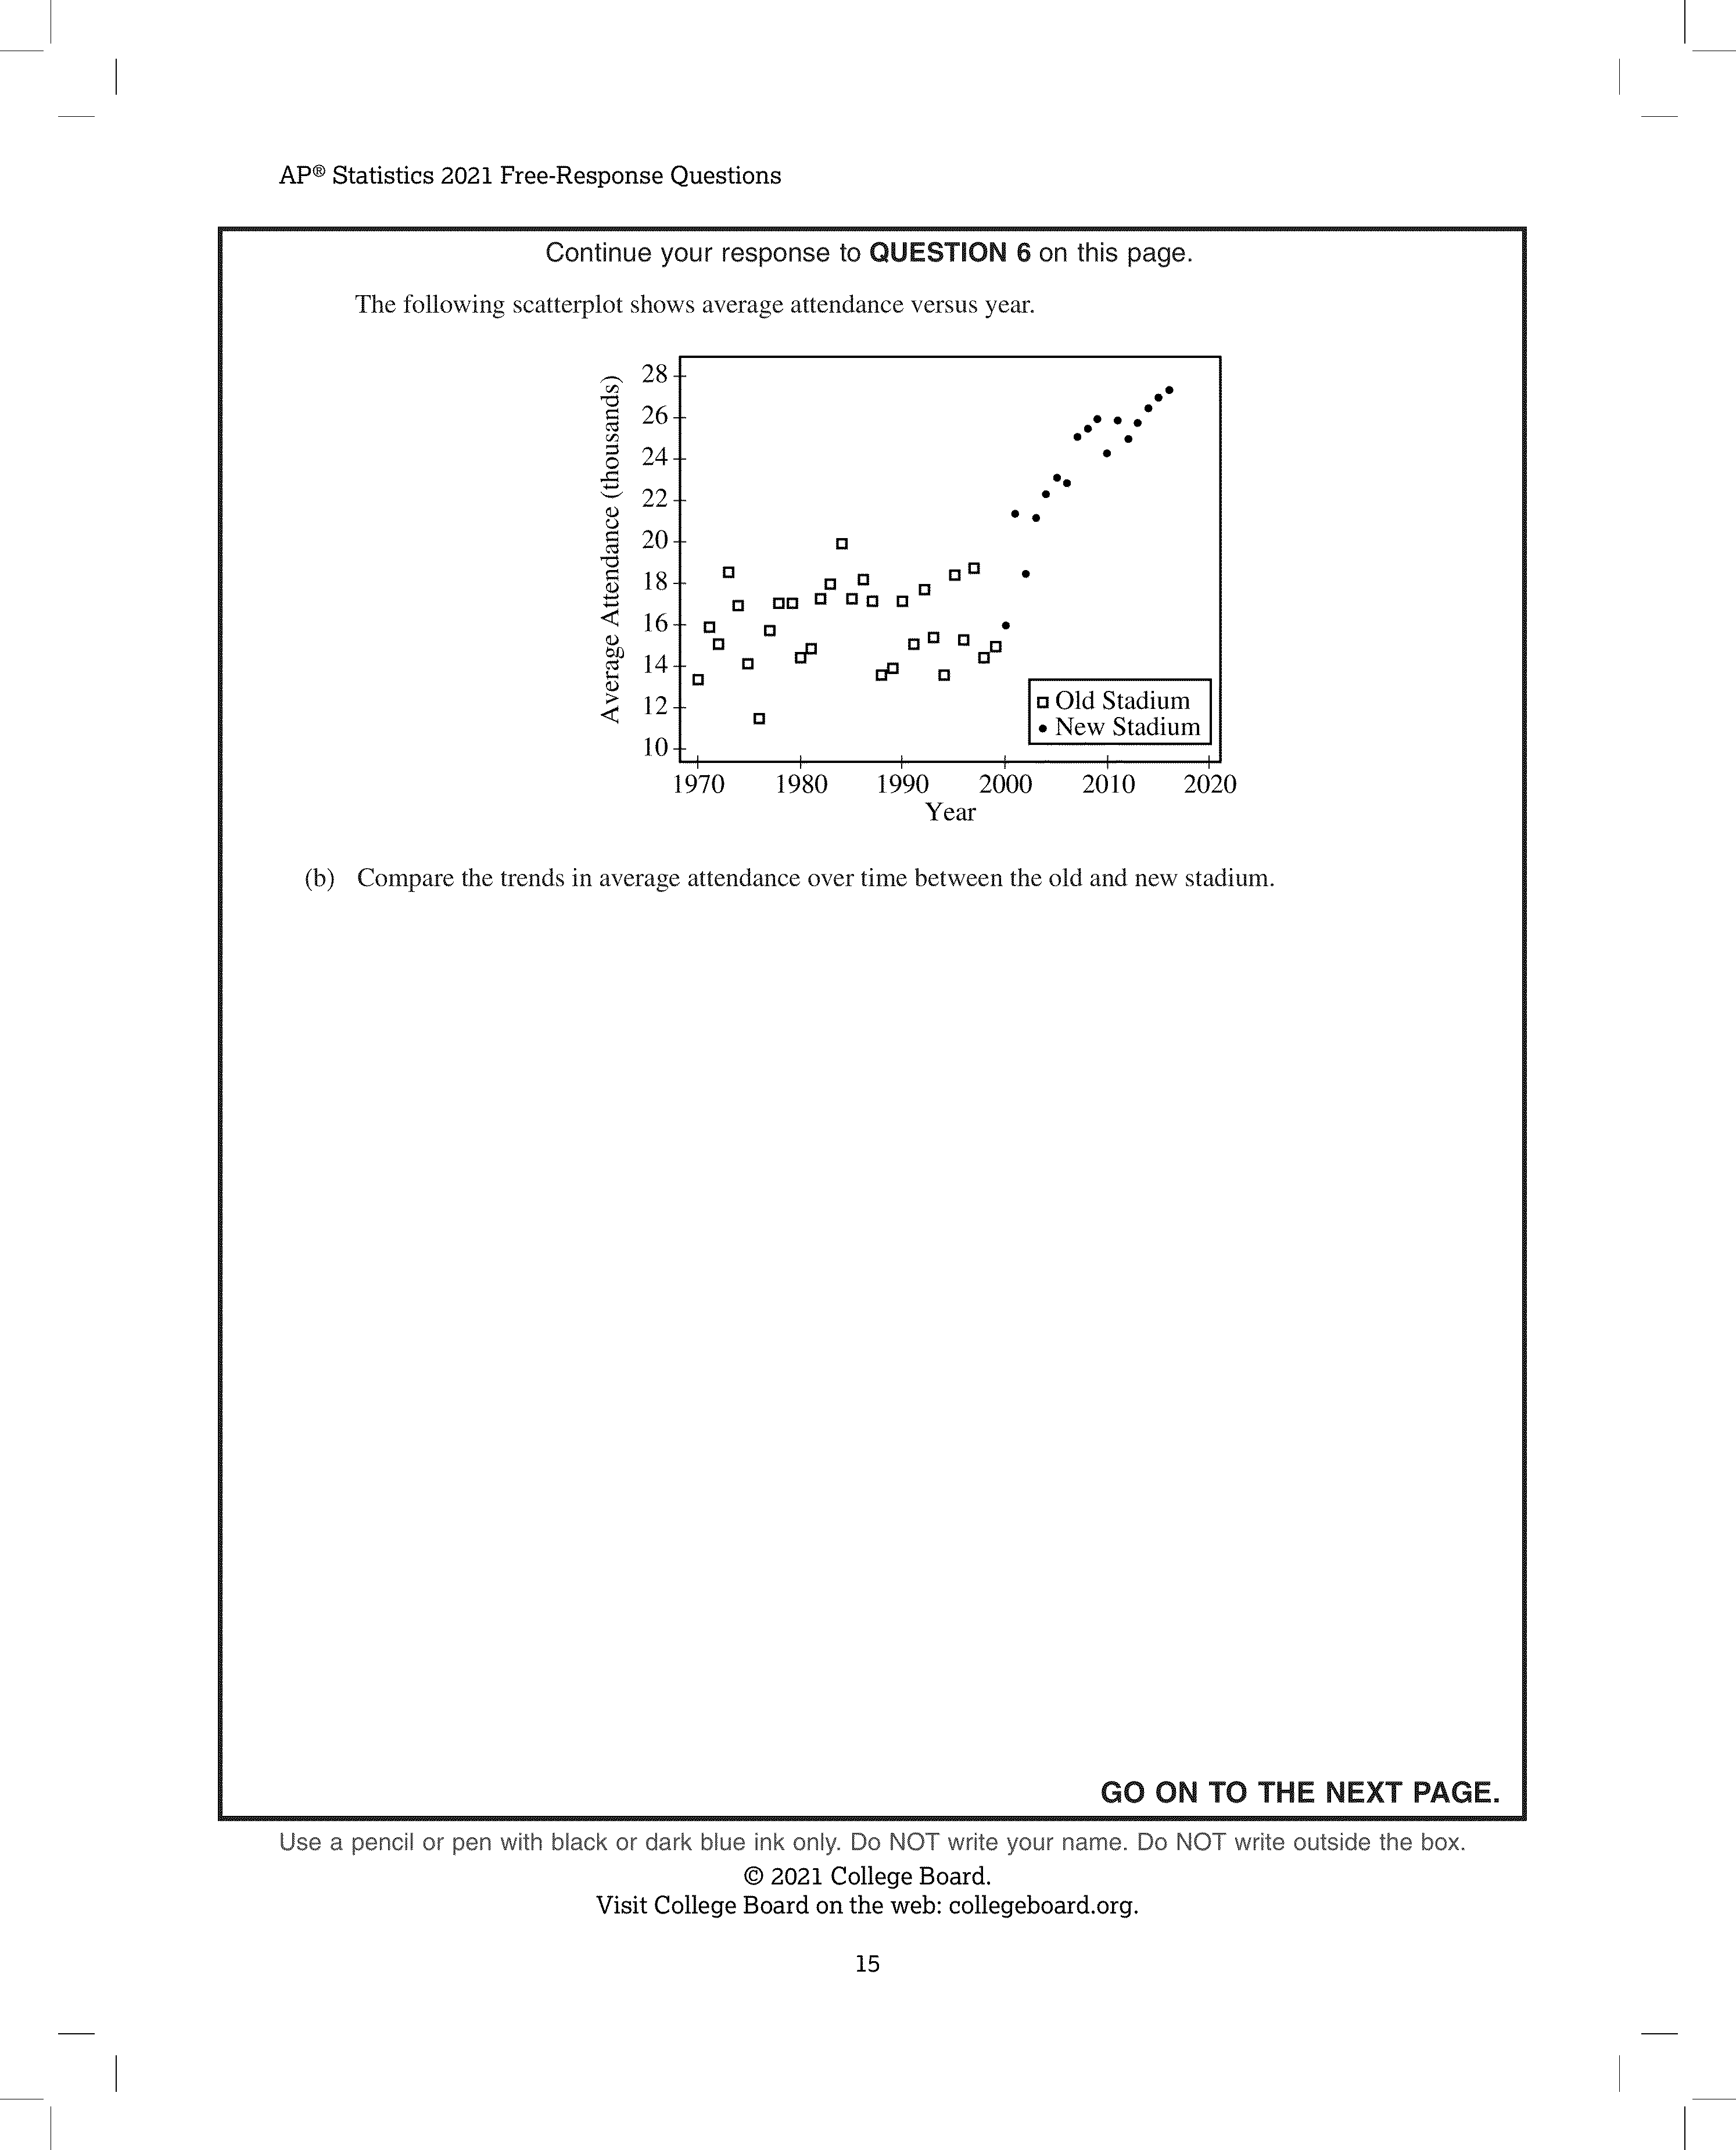 AP® Statistics 2021 Free-Response Questions
Continue your response to QUESTION 6 on this page.
The following scatterplot shows average attendance versus year.
Average Attendance (thousands)
28
26
24
22
20
18
16
14
12
10
Old Stadium
New Stadium
1970 1980 1990 2000 2010 2020
Year
(b) Compare the trends in average attendance over time between the old and new stadium.
GO ON TO THE NEXT PAGE.
Use a pencil or pen with black or dark blue ink only. Do NOT write your name. Do NOT write outside the box.
© 2021 College Board.
Visit College Board on the web: collegeboard.org.
15